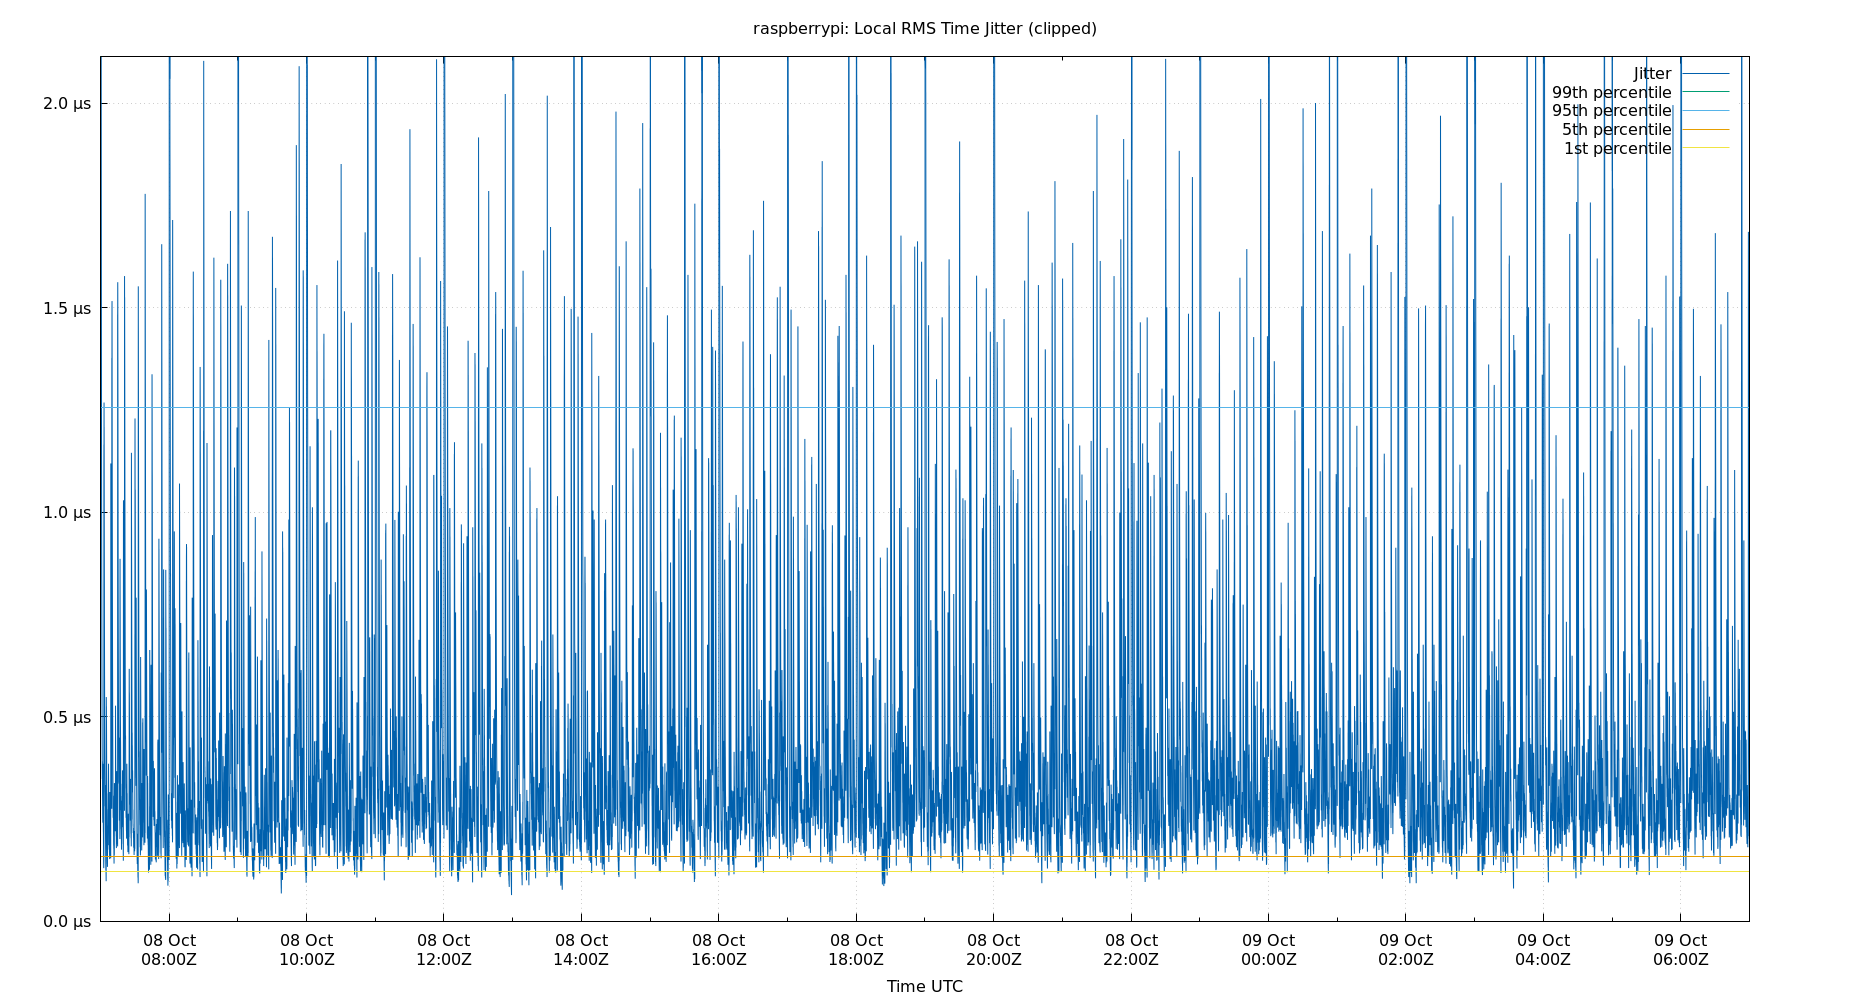 raspberrypi: Local RMS Time Jitter (clipped)
Jitter
99th percentile
95th percentile
5th percentile
1st percentile
2.0 μs
1.5 μs
1.0 μs
0.5 μs
0.0 μs
08 Oct 08 Oct 08 Oct 08 Oct 08 Oct 08 Oct 08 Oct 08 Oct 09 Oct 09 Oct 09 Oct 09 Oct
08:00Z 10:00Z 12:00Z 14:00Z 16:00Z 18:00Z 20:00Z 22:00Z 00:00Z 02:00Z 04:00Z 06:00Z
Time UTC